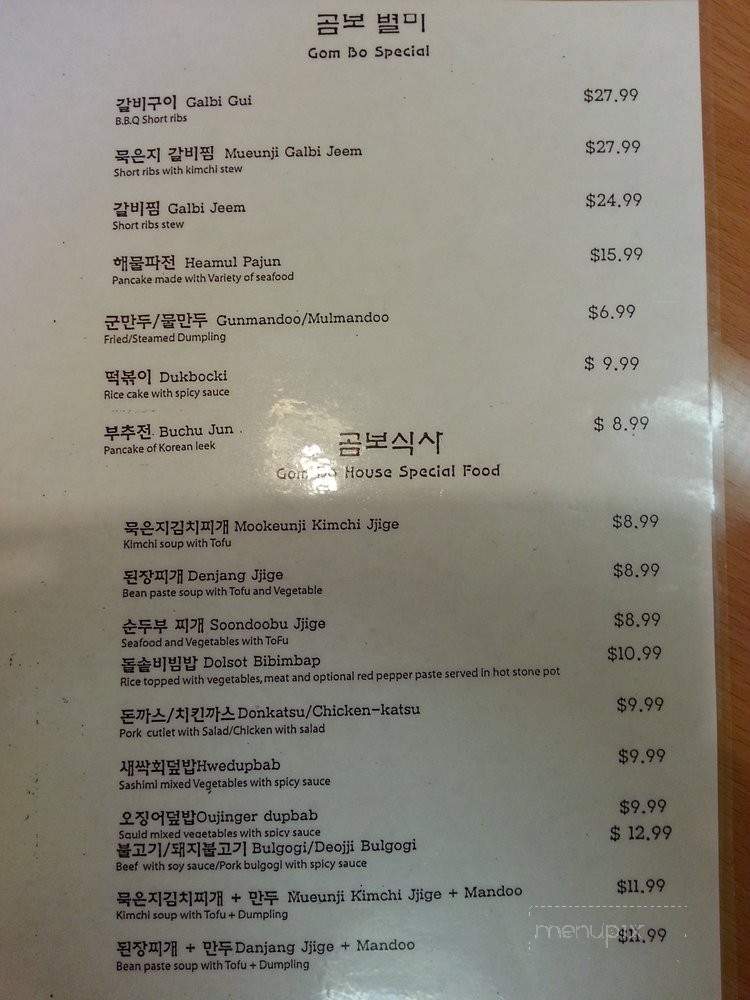 곰보 별미
Gom Bo Special
갈비구이 Galbi Gui $27.99
B.B.Q Short ribs
묵은지 갈비찜 Mueunji Galbi Jeem $27.99
Short ribs with kimchi stew
갈비찜 Galbi Jeem $24.99
Short ribs stew
해물파전 Heamul Pajun $15.99
Pancake made with Variety of seafood
군만두/물만두 Gunmandoo/Mulmandoo $6.99
Fried/Steamed Dumpling
떡볶이 Dukbocki $ 9.99
Rice cake with spicy sauce
부추전 Buchu Jun $ 8.99
Pancake of Korean leek
곰보식사
Gom Bo House Special Food
묵은지김치찌개 Mookeunji Kimchi Jjige $8.99
Kimchi soup with Tofu
된장찌개 Denjang Jjige $8.99
Bean paste soup with Tofu and Vegetable
순두부 찌개 Soondoobu Jjige $8.99
Seafood and Vegetables with ToFu
돌솥비빔밥 Dolsot Bibimbap $10.99
Rice topped with vegetables, meat and optional red pepper paste served in hot stone pot
돈까스/치킨까스 Donkatsu/Chicken-katsu $9.99
Pork cutlet with Salad/Chicken with salad
새싹회덮밥Hwedupbab $9.99
Sashimi mixed Vegetables with spicy sauce
오징어덮밥Oujinger dupbab $9.99
Squid mixed vegetables with spicy sauce
불고기/돼지불고기 Bulgogi/Deojji Bulgogi $ 12.99
Beef with soy sauce/Pork bulgogi with spicy sauce
묵은지김치찌개 + 만두 Mueunji Kimchi Jjige + Mandoo $11.99
Kimchi soup with Tofu + Dumpling
된장찌개 + 만두Danjang Jjige + Mandoo $11.99
Bean paste soup with Tofu + Dumpling
menupix